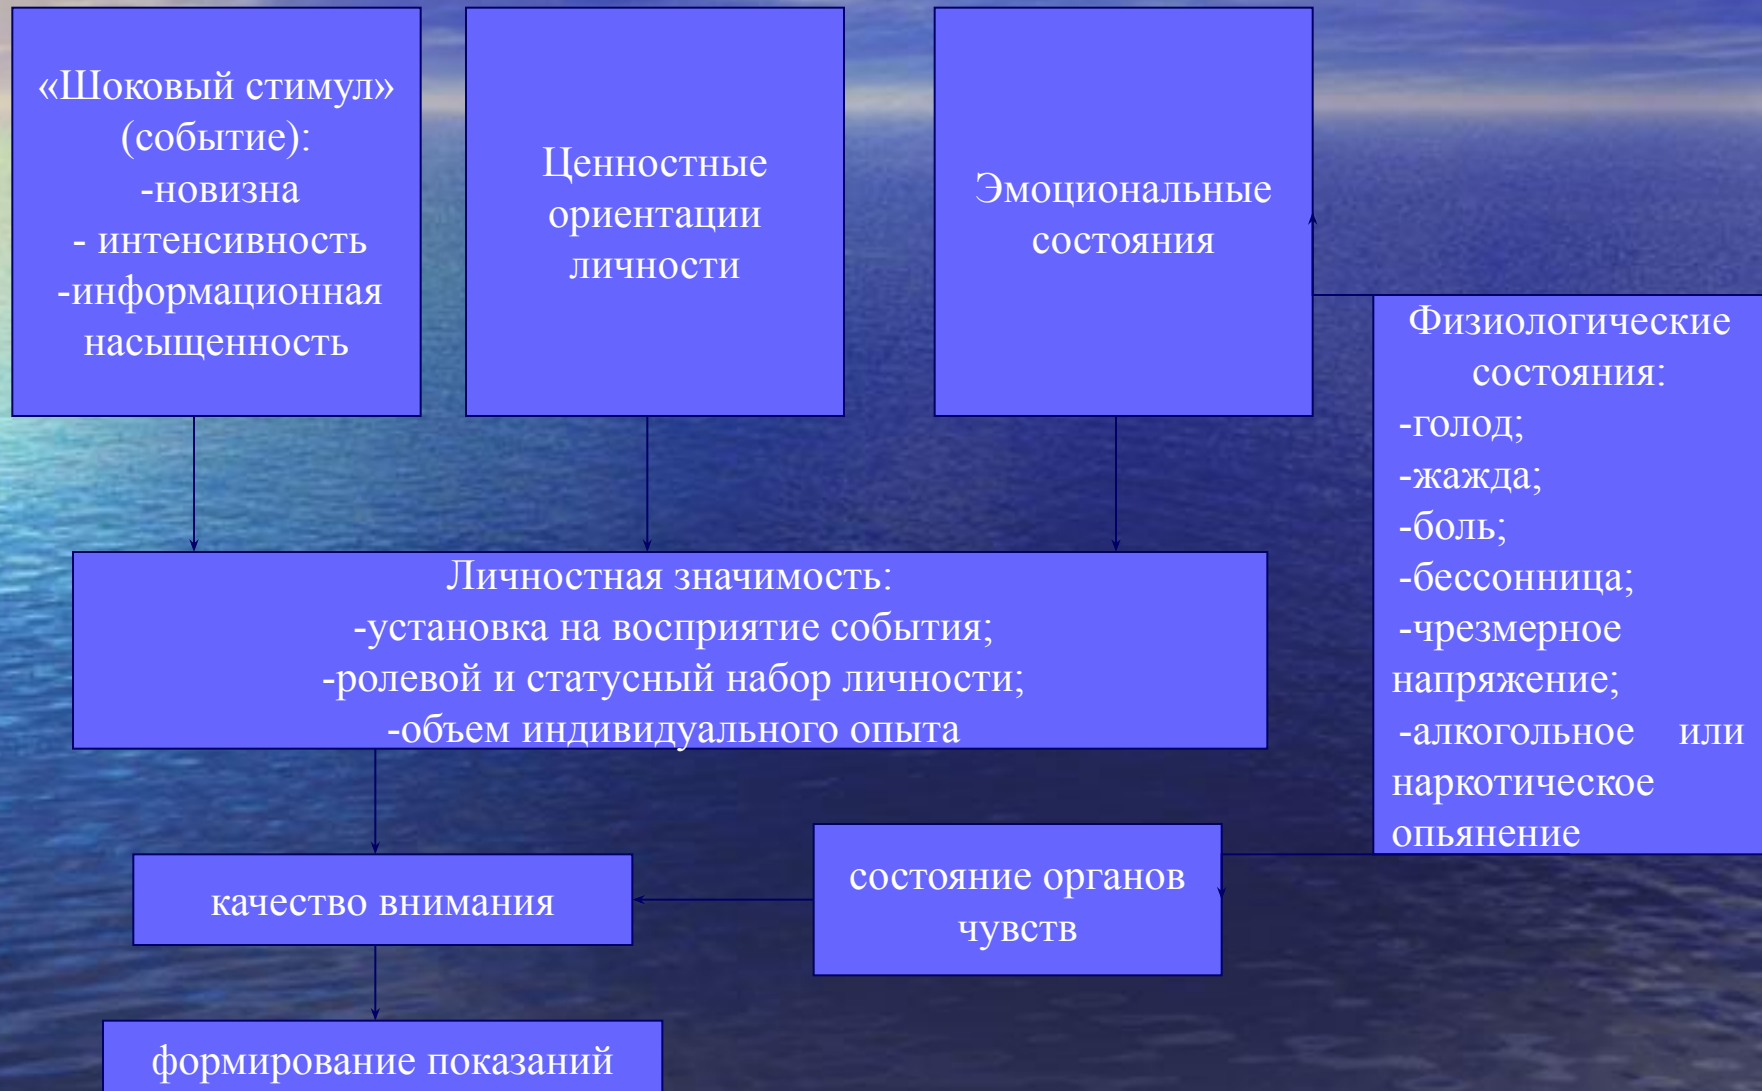 «Шоковый стимул»
(событие):
-новизна
- интенсивность
-информационная
насыщенность
Ценностные
ориентации
личности
Эмоциональные
состояния
Физиологические
состояния:
-голод;
-жажда;
-боль;
-бессонница;
-чрезмерное
напряжение;
-алкогольное или
наркотическое
опьянение
Личностная значимость:
-установка на восприятие события;
-ролевой и статусный набор личности;
-объем индивидуального опыта
качество внимания
состояние органов
чувств
формирование показаний